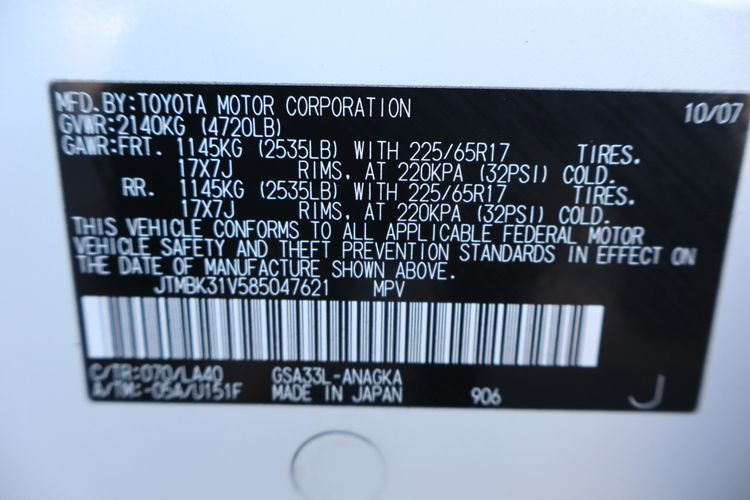 MFD.BY:TOYOTA MOTOR CORPORATION 10/07
GVWR:2140KG (4720LB)
GAWR:FRT. 1145KG (2535LB) WITH 225/65R17 TIRES.
17X7J RIMS, AT 220KPA (32PSI) COLD.
RR. 1145KG (2535LB) WITH 225/65R17 TIRES.
17X7J RIMS, AT 220KPA (32PSI) COLD.
THIS VEHICLE CONFORMS TO ALL APPLICABLE FEDERAL MOTOR
VEHICLE SAFETY AND THEFT PREVENTION STANDARDS IN EFFECT ON
THE DATE OF MANUFACTURE SHOWN ABOVE.
JTMBK31V585047621 MPV
C/TR:070/LA40 GSA33L-ANAGKA
A/TM:-05A/U151F MADE IN JAPAN 906 J